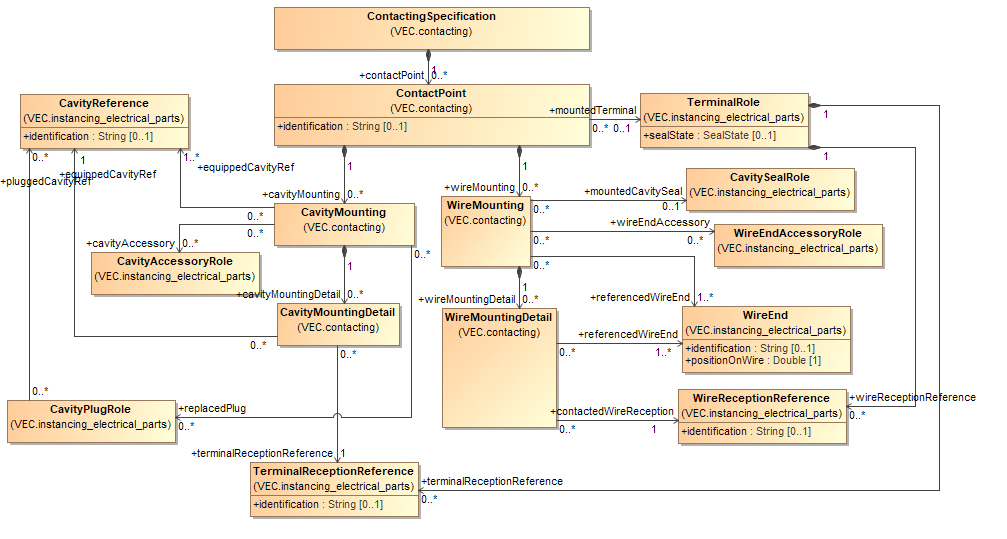 ContactingSpecification
(VEC.contacting)
1
+contactPoint
0..*
ContactPoint
(VEC.contacting)
+identification : String [0..1]
CavityReference
(VEC.instancing_electrical_parts)
+identification : String [0..1]
+mountedTerminal
0..*
0..1
TerminalRole
(VEC.instancing_electrical_parts)
+sealState : SealState [0..1]
1
1
0..*
1
1..*
+equippedCavityRef
+equippedCavityRef
+pluggedCavityRef
1
+cavityMounting
0..*
1
+wireMounting
0..*
CavityMounting
(VEC.contacting)
0..*
0..*
0..*
WireMounting
(VEC.contacting)
0..*
0..*
0..*
+mountedCavitySeal
0..1
CavitySealRole
(VEC.instancing_electrical_parts)
+wireEndAccessory
0..*
WireEndAccessoryRole
(VEC.instancing_electrical_parts)
+cavityAccessory
0..*
CavityAccessoryRole
(VEC.instancing_electrical_parts)
1
+cavityMountingDetail
0..*
1
+wireMountingDetail
0..*
+referencedWireEnd
1..*
CavityMountingDetail
(VEC.contacting)
0..*
0..*
WireMountingDetail
(VEC.contacting)
+referencedWireEnd
0..*
1..*
WireEnd
(VEC.instancing_electrical_parts)
+identification : String [0..1]
+positionOnWire : Double [1]
0..*
CavityPlugRole
(VEC.instancing_electrical_parts)
+replacedPlug
0..*
+contactedWireReception
0..*
1
WireReceptionReference
(VEC.instancing_electrical_parts)
+identification : String [0..1]
+wireReceptionReference
0..*
+terminalReceptionReference
1
TerminalReceptionReference
(VEC.instancing_electrical_parts)
+identification : String [0..1]
+terminalReceptionReference
0..*